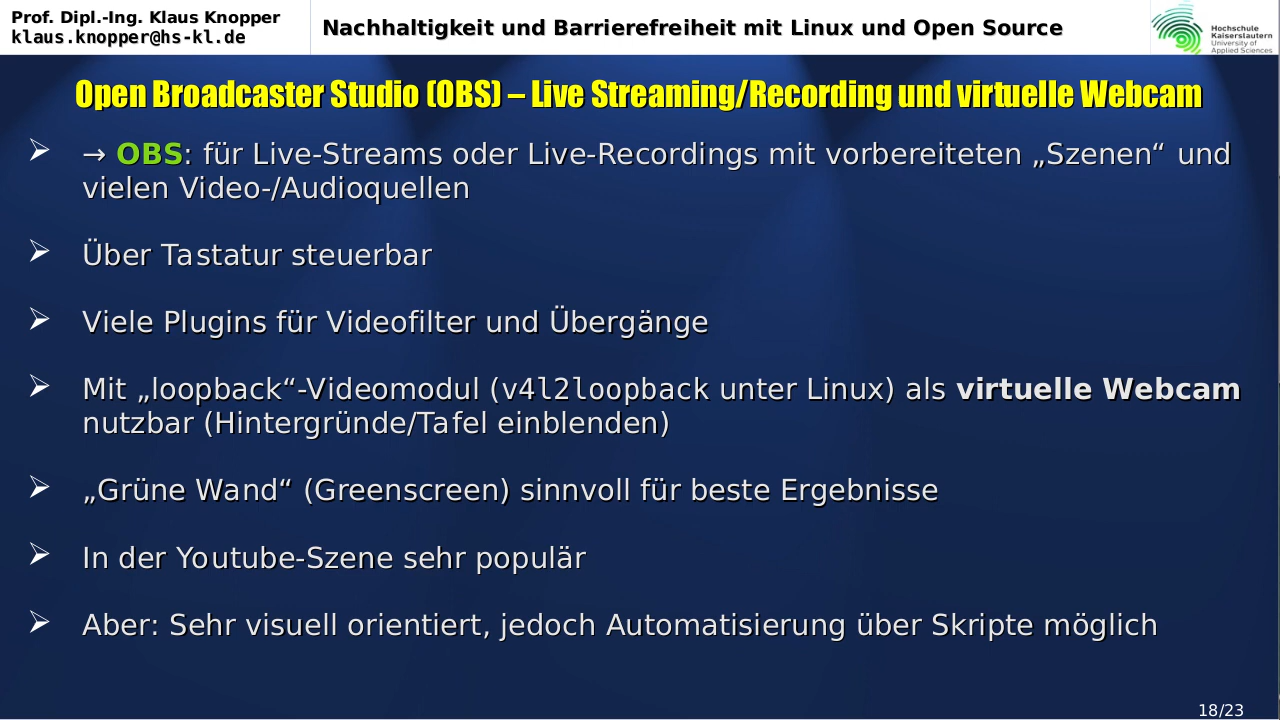 Prof. Dipl.-Ing. Klaus Knopper
klaus.knopper@hs-kl.de
Nachhaltigkeit und Barrierefreiheit mit Linux und Open Source
Hochschule
Kaiserslautern
University of
Applied Sciences
Open Broadcaster Studio (OBS) – Live Streaming/Recording und virtuelle Webcam
➢ → OBS: für Live-Streams oder Live-Recordings mit vorbereiteten „Szenen“ und
vielen Video-/Audioquellen
➢ Über Tastatur steuerbar
➢ Viele Plugins für Videofilter und Übergänge
➢ Mit „loopback“-Videomodul (v4l2loopback unter Linux) als virtuelle Webcam
nutzbar (Hintergründe/Tafel einblenden)
➢ „Grüne Wand“ (Greenscreen) sinnvoll für beste Ergebnisse
➢ In der Youtube-Szene sehr populär
➢ Aber: Sehr visuell orientiert, jedoch Automatisierung über Skripte möglich
18/23